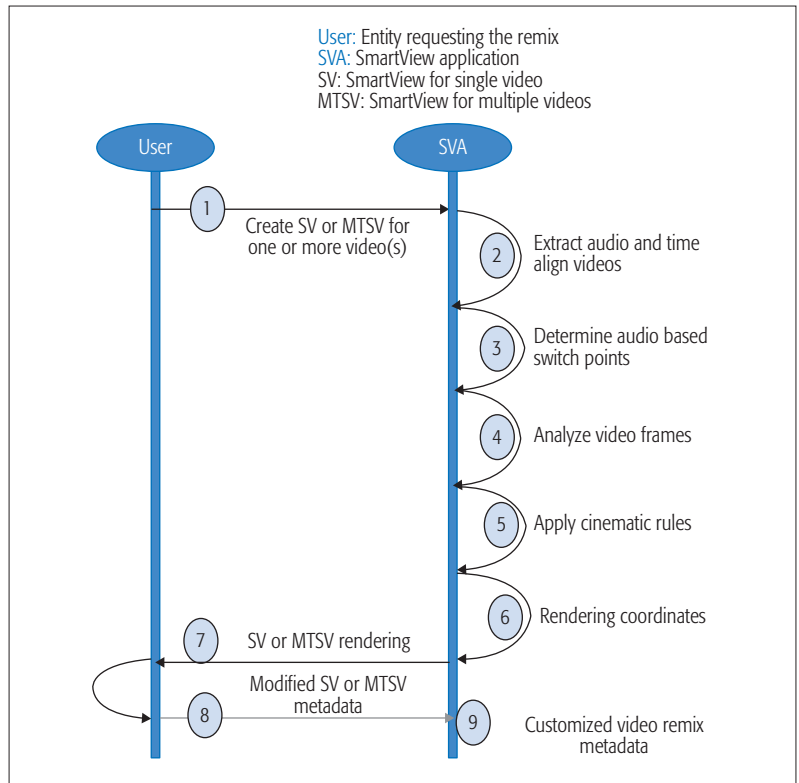 User: Entity requesting the remix
SVA: SmartView application
SV: SmartView for single video
MTSV: SmartView for multiple videos
User
SVA
1
Create SV or MTSV for
one or more video(s)
2
Extract audio and time
align videos
3
Determine audio based
switch points
4
Analyze video frames
5
Apply cinematic rules
6
Rendering coordinates
7
SV or MTSV rendering
8
Modified SV or MTSV
metadata
9
Customized video remix
metadata